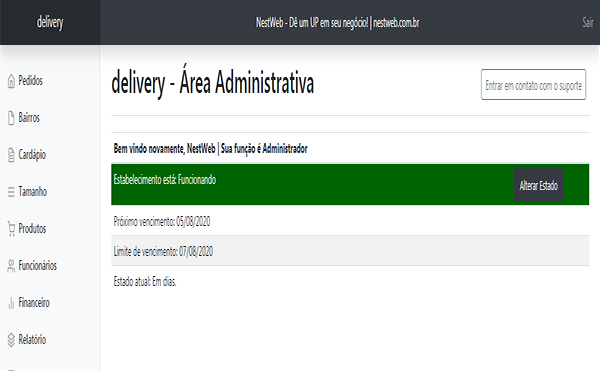 delivery
NestWeb - Dê um UP em seu negócio! | nestweb.com.br
Sair
Pedidos
Bairros
Cardápio
Tamanho
Produtos
Funcionários
Financeiro
Relatório
delivery - Área Administrativa
Entrar em contato com o suporte
Bem vindo novamente, NestWeb | Sua função é Administrador
Estabelecimento está: Funcionando
Alterar Estado
Próximo vencimento: 05/08/2020
Limite de vencimento: 07/08/2020
Estado atual: Em dias.